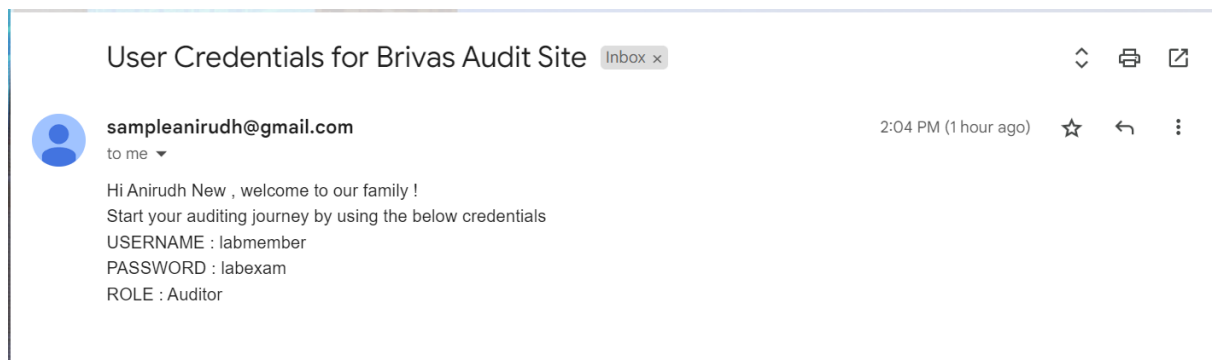 User Credentials for Brivas Audit Site Inbox x
sampleanirudh@gmail.com 2:04 PM (1 hour ago)
to me
Hi Anirudh New , welcome to our family !
Start your auditing journey by using the below credentials
USERNAME : labmember
PASSWORD : labexam
ROLE : Auditor